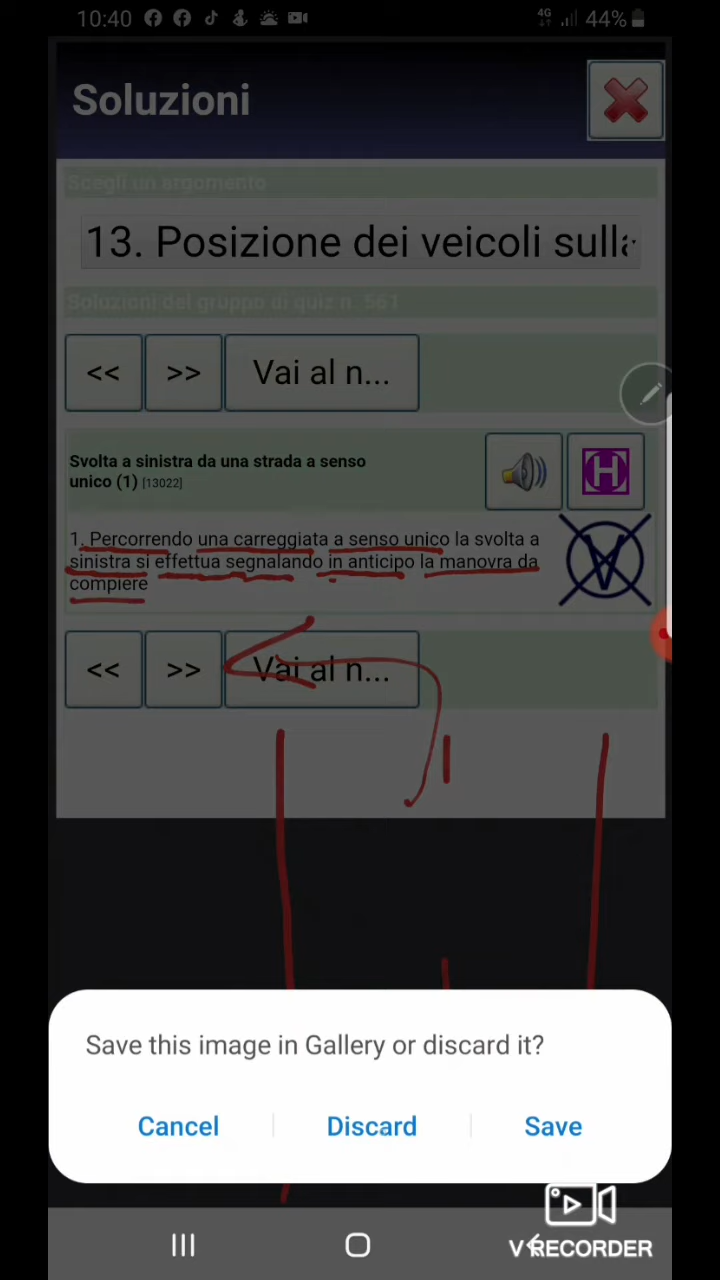 10:40
4G
44%
Soluzioni
Scegli un argomento
13. Posizione dei veicoli sulla
Soluzioni del gruppo di quiz n. 561
<< >> Vai al n...
Svolta a sinistra da una strada a senso
unico (1) [13022]
H
1. Percorrendo una carreggiata a senso unico la svolta a
sinistra si effettua segnalando in anticipo la manovra da
compiere
V
<< >> Vai al n...
Save this image in Gallery or discard it?
Cancel
Discard
Save
V RECORDER